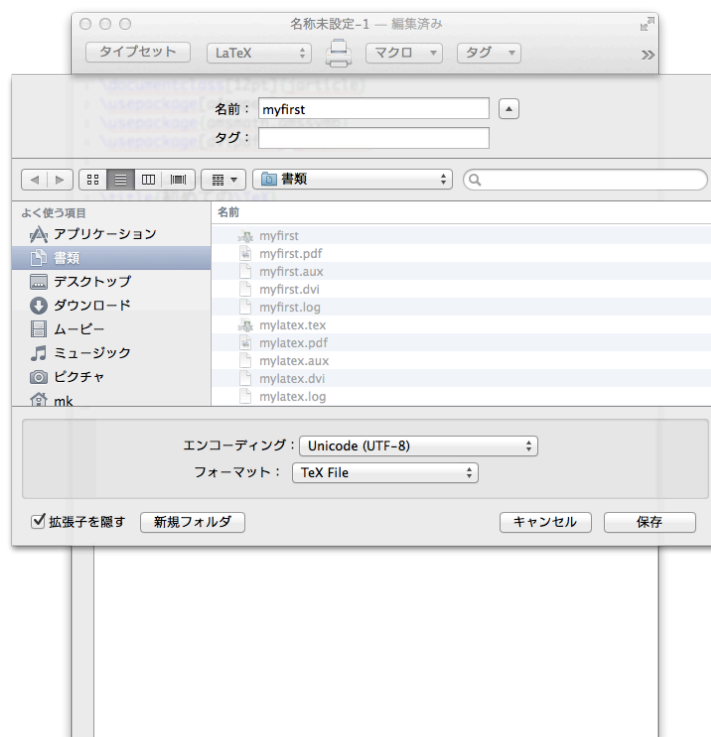 名称未設定-1 — 編集済み
タイプセット LaTeX マクロ タグ »
\documentclass[12pt]{jarticle}
名前： myfirst
タグ：
書類
よく使う項目
アプリケーション
書類
デスクトップ
ダウンロード
ムービー
ミュージック
ピクチャ
mk
名前
myfirst
myfirst.pdf
myfirst.aux
myfirst.dvi
myfirst.log
mylatex.tex
mylatex.pdf
mylatex.aux
mylatex.dvi
mylatex.log
エンコーディング： Unicode (UTF-8)
フォーマット： TeX File
拡張子を隠す 新規フォルダ キャンセル 保存